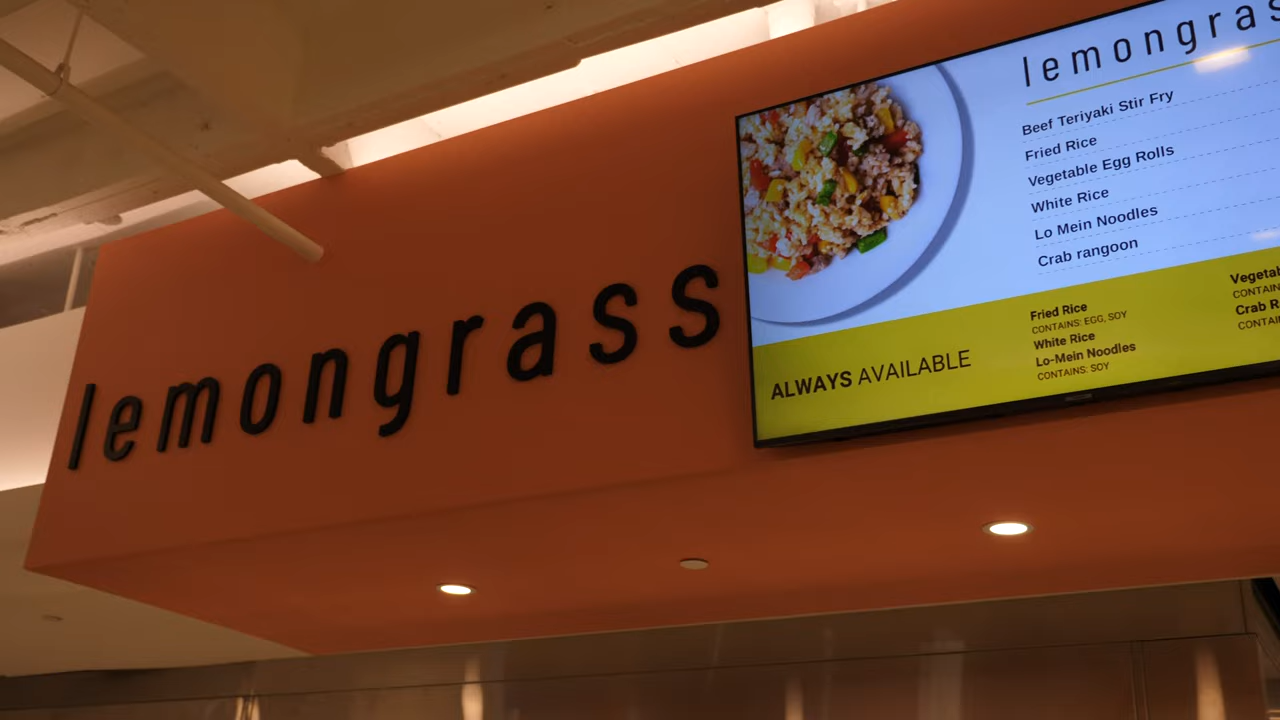 lemongrass
Beef Teriyaki Stir Fry
Fried Rice
Vegetable Egg Rolls
White Rice
Lo Mein Noodles
Crab rangoon
ALWAYS AVAILABLE
Fried Rice
CONTAINS: EGG, SOY
White Rice
Lo-Mein Noodles
CONTAINS: SOY
Crab